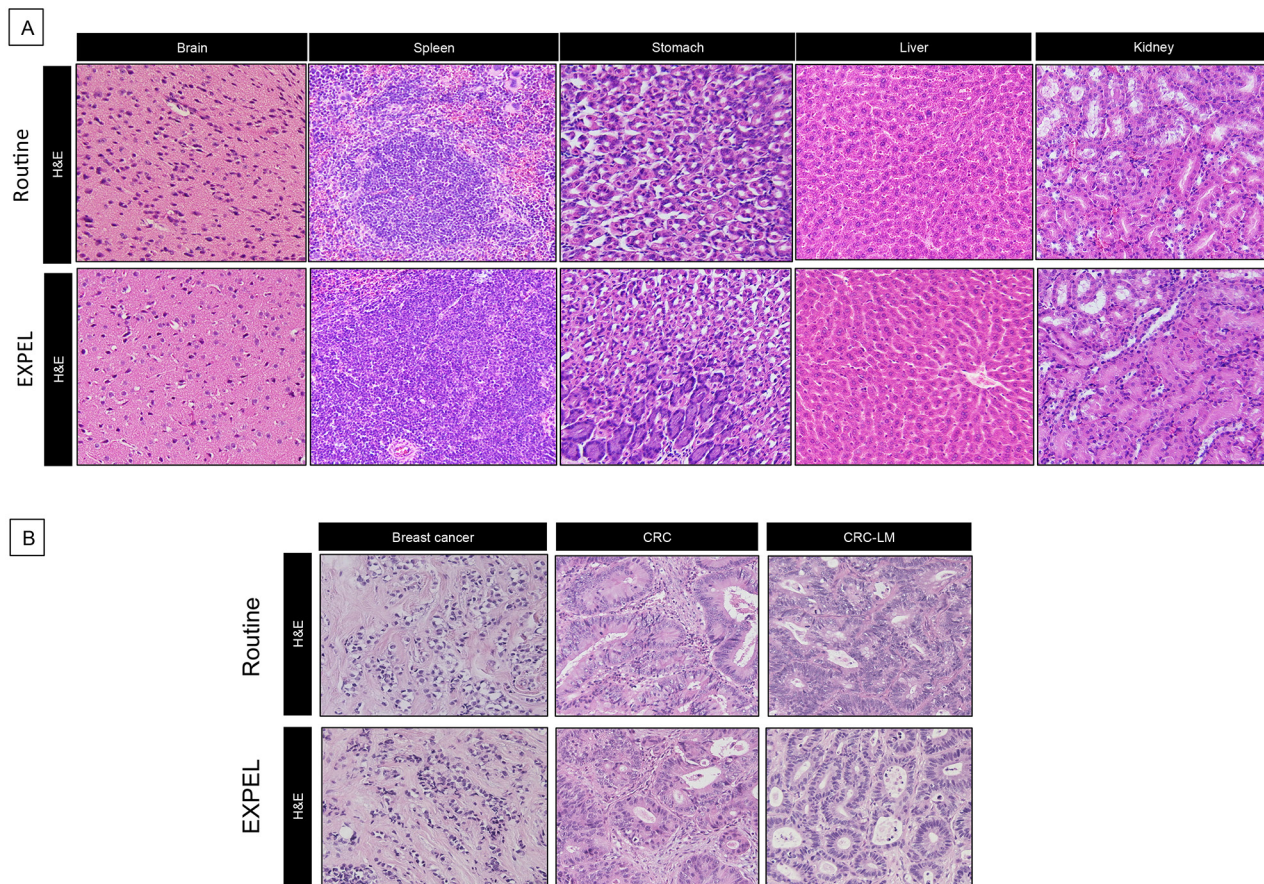 A
Brain Spleen Stomach Liver Kidney
Routine H&E
EXPEL H&E
B
Breast cancer CRC CRC-LM
Routine H&E
EXPEL H&E